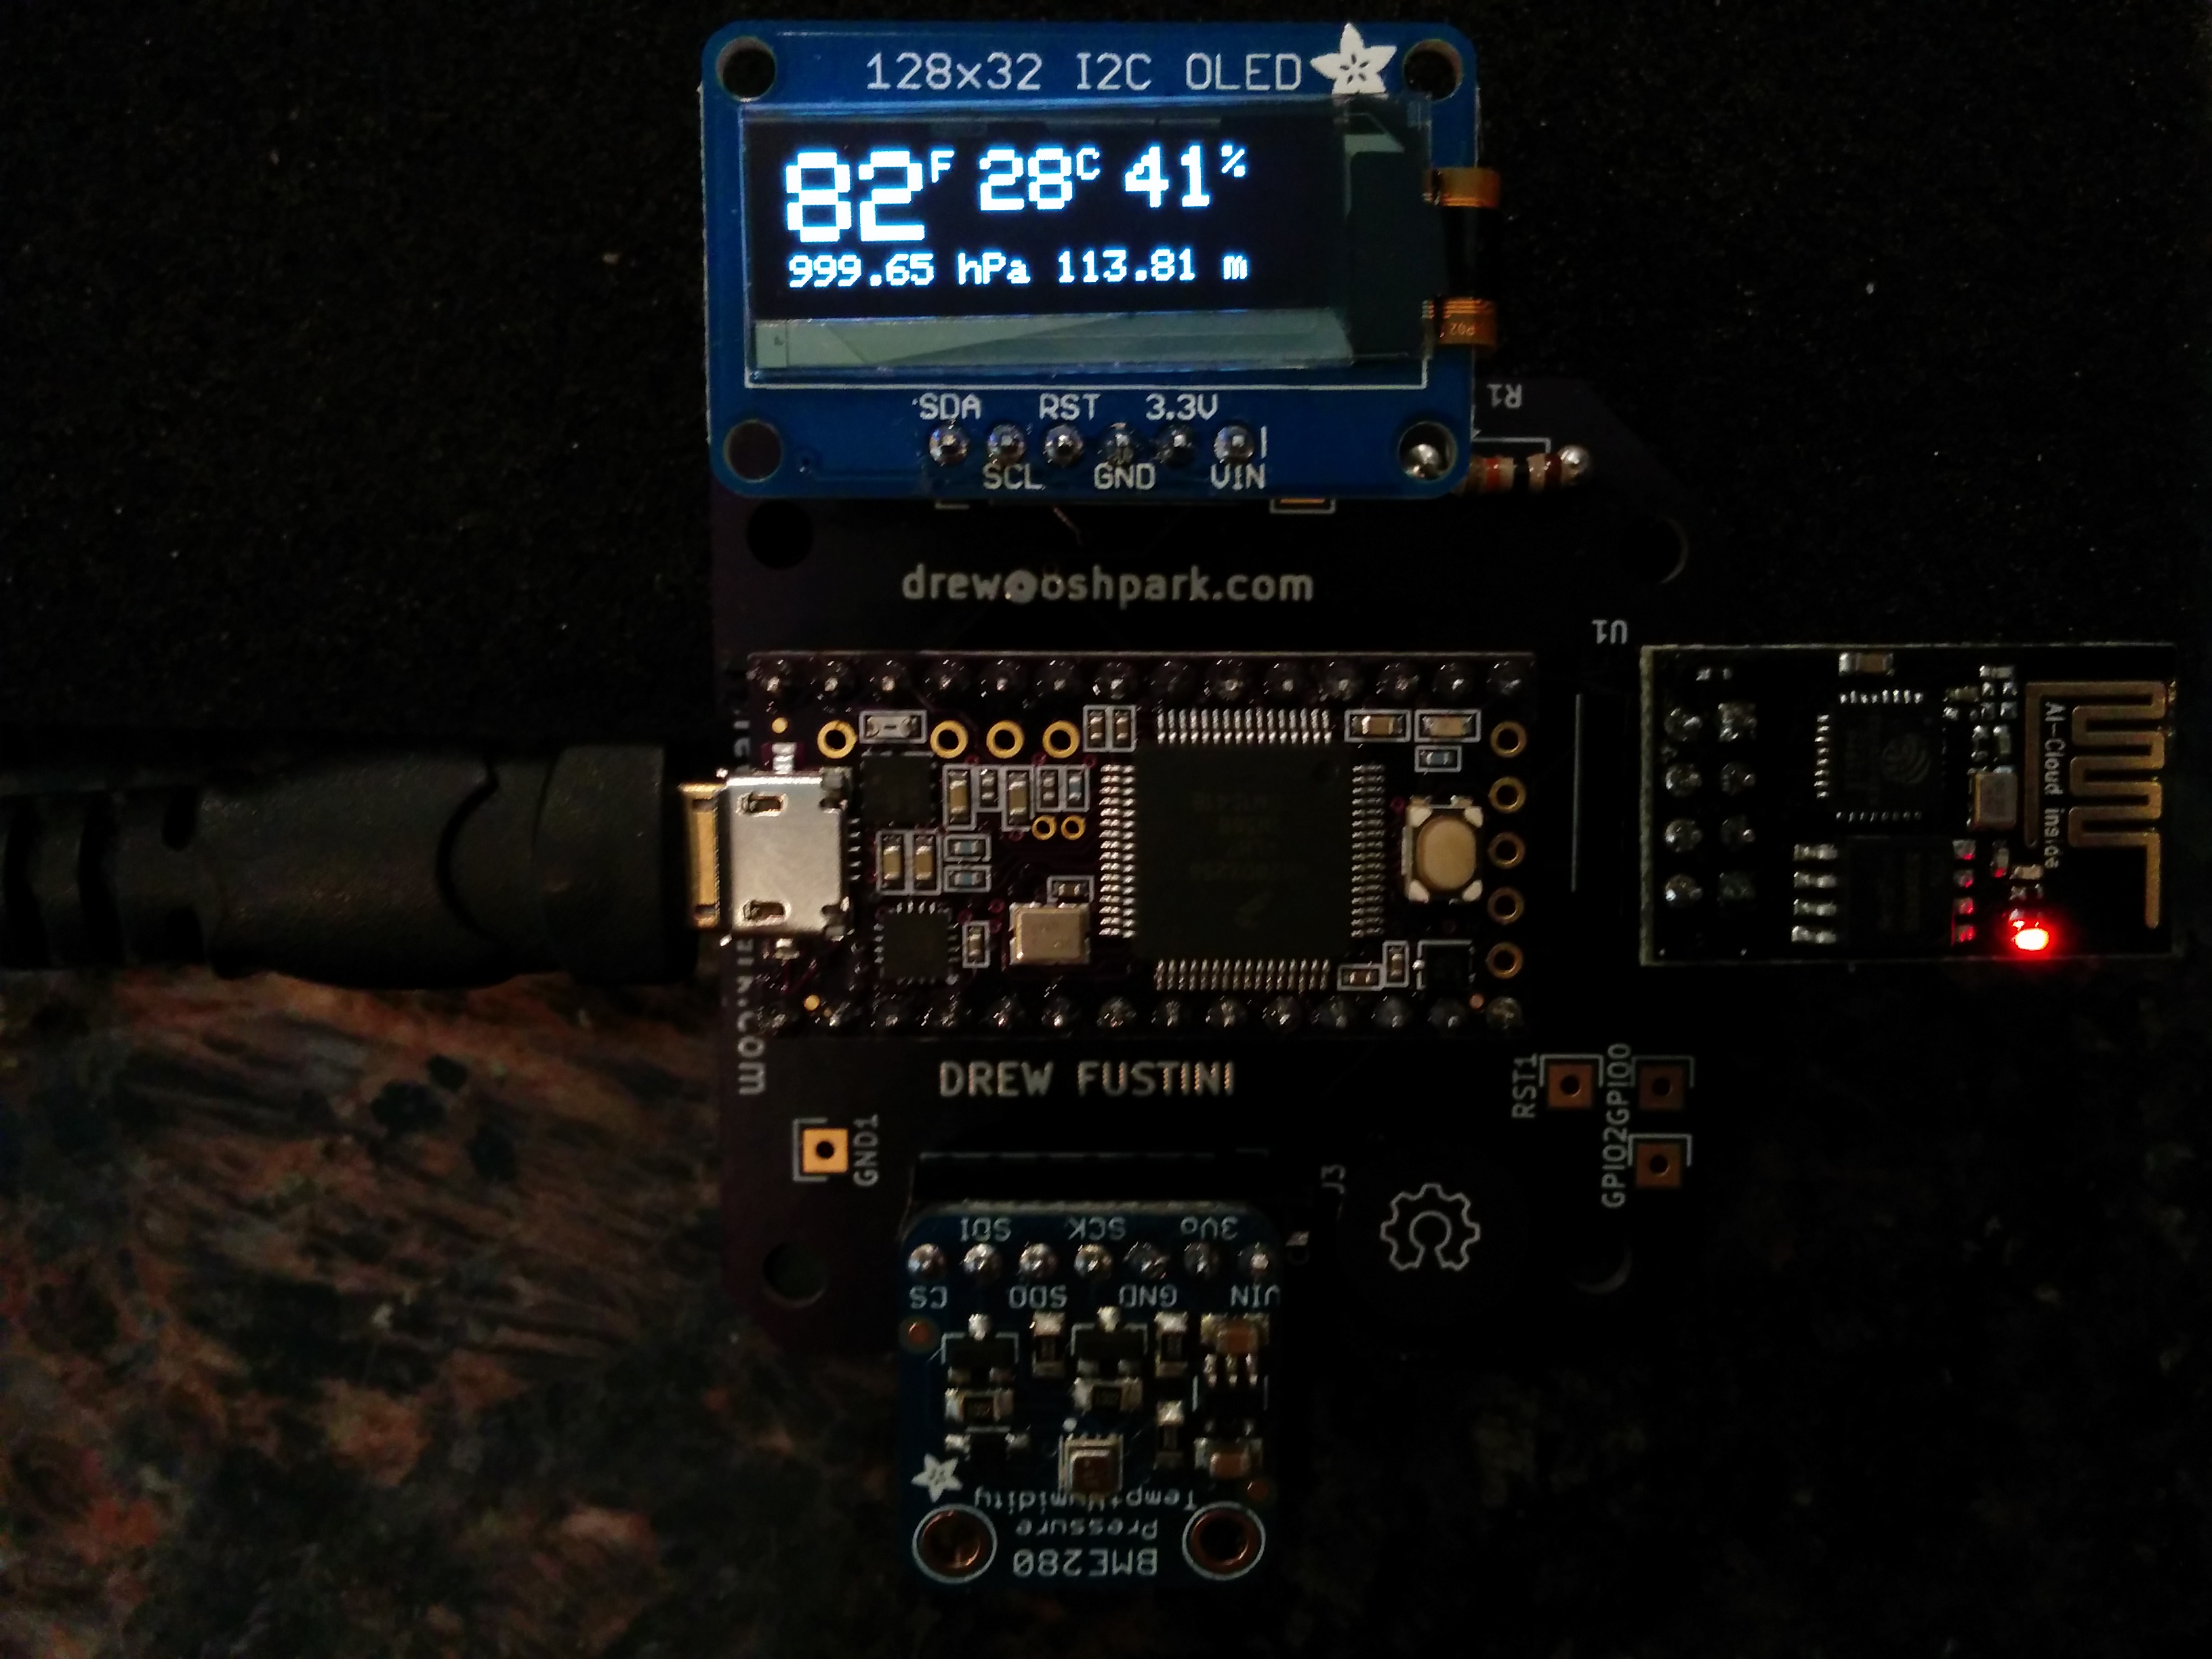 128x32 I2C OLED
82F 28C 41%
999.65 hPa 113.81 m
SDA RST 3.3V
SCL GND VIN
R1
drew@oshpark.com
U1
AI-Cloud inside
DREW FUSTINI
RST1
GPIO0
GPIO2
GND1
J3
SDI SCK 3Vo
CS SDO GND VIN
Temp+Humidity
Pressure
BME280